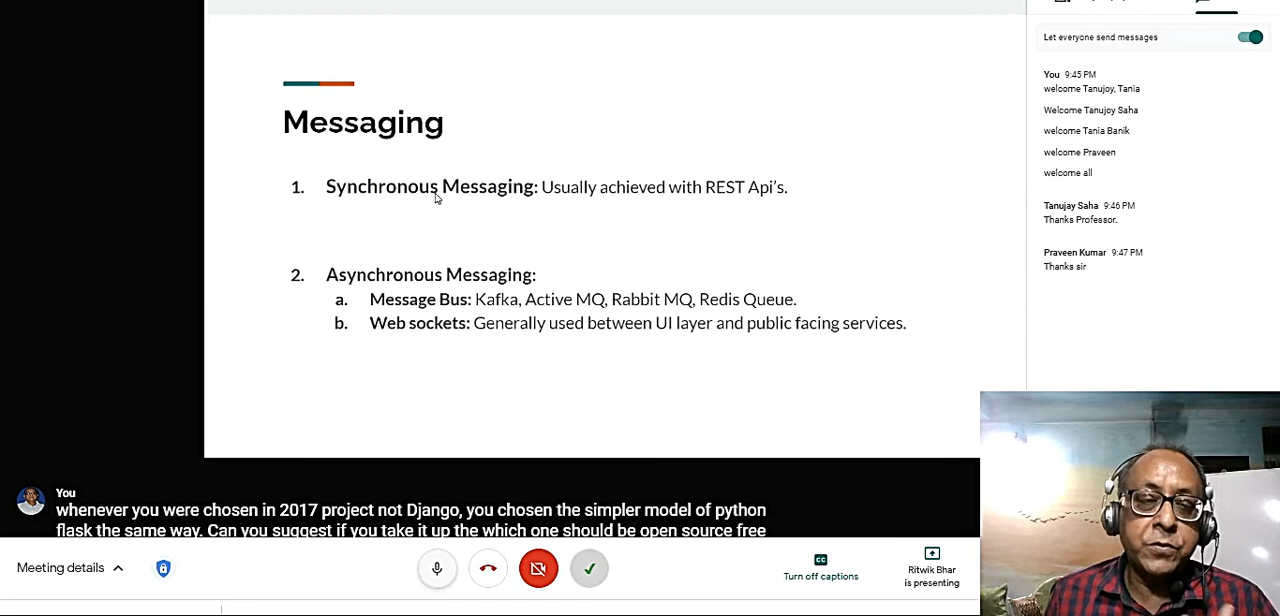 Let everyone send messages
You 9:45 PM
welcome Tanujoy, Tania
Welcome Tanujoy Saha
welcome Tania Banik
welcome Praveen
welcome all
Tanujay Saha 9:46 PM
Thanks Professor.
Praveen Kumar 9:47 PM
Thanks sir
Messaging
1. Synchronous Messaging: Usually achieved with REST Api's.
2. Asynchronous Messaging:
a. Message Bus: Kafka, Active MQ, Rabbit MQ, Redis Queue.
b. Web sockets: Generally used between UI layer and public facing services.
You
whenever you were chosen in 2017 project not Django, you chosen the simpler model of python
flask the same way. Can you suggest if you take it up the which one should be open source free
Meeting details
CC
Turn off captions
Ritwik Bhar
is presenting